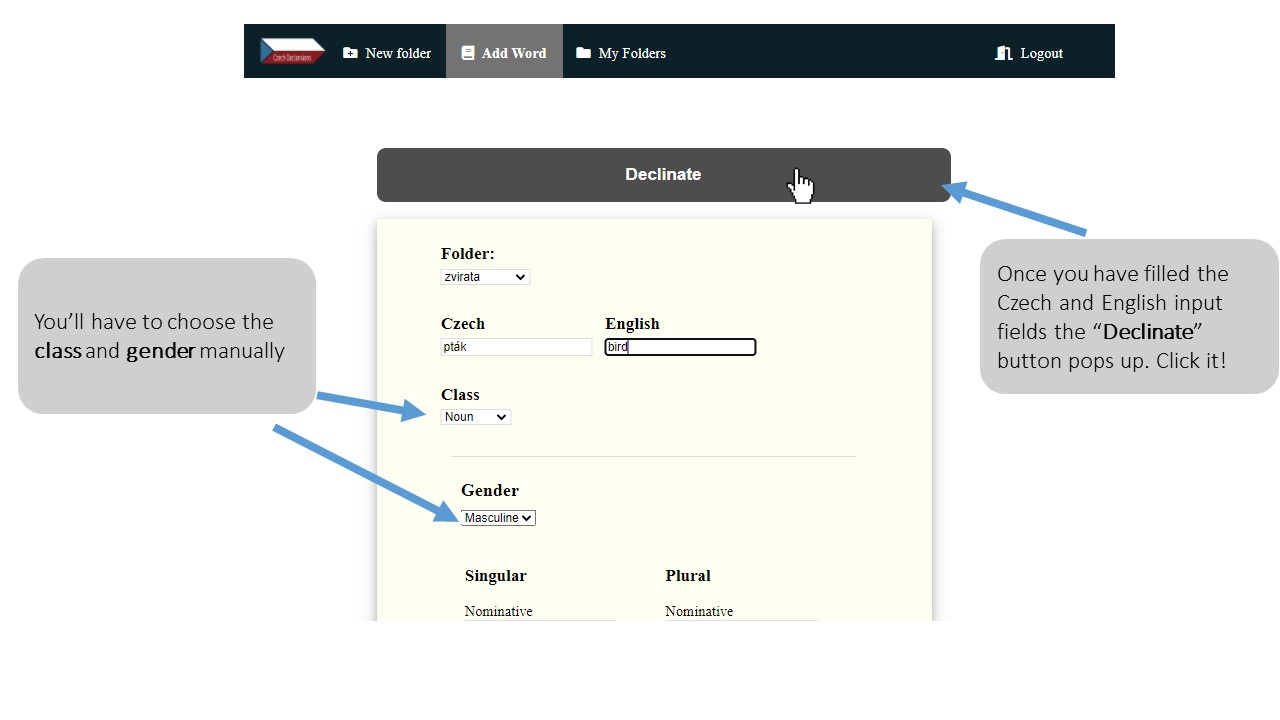 Czech Declensions
New folder
Add Word
My Folders
Logout
Declinate
Folder:
zvirata
Czech
English
pták
bird
Class
Noun
Gender
Masculine
Singular
Plural
Nominative
Nominative
You’ll have to choose the
class and gender manually
Once you have filled the
Czech and English input
fields the “Declinate”
button pops up. Click it!